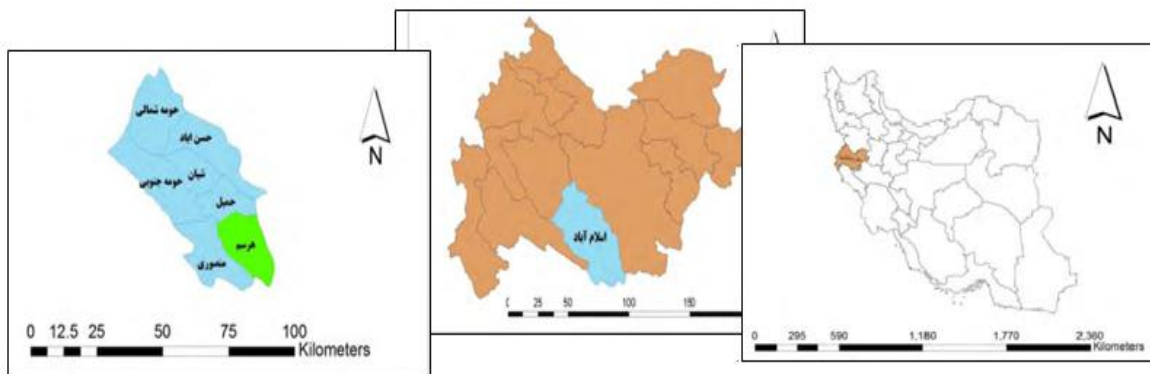 حومه شمالی
حسن اباد
شیان
حومه جنوبی
حمیل
هرسم
منصوری
N
0 12.5 25 50 75 100
Kilometers
اسلام آباد
0 25 50 100 150
N
0 295 590 1,180 1,770 2,360
Kilometers